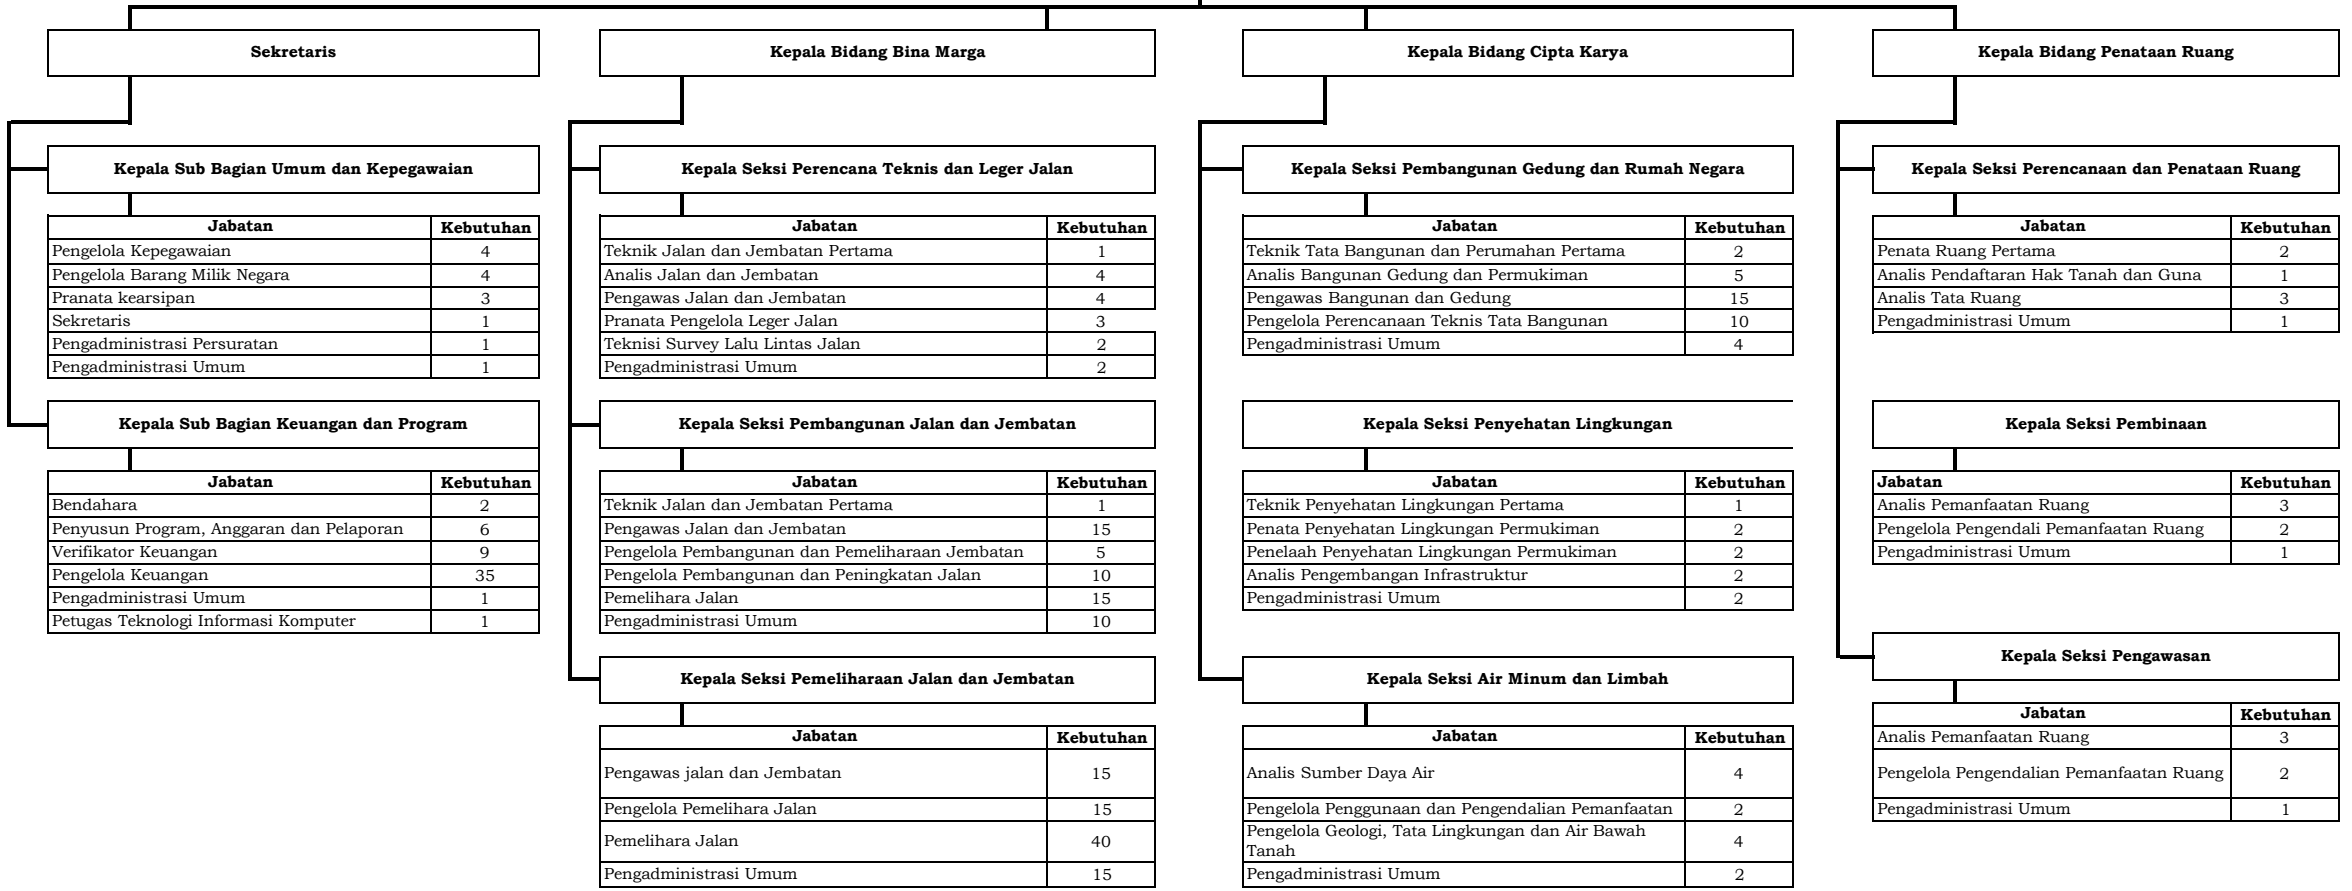 Sekretaris
Kepala Sub Bagian Umum dan Kepegawaian
Jabatan Kebutuhan
Pengelola Kepegawaian 4
Pengelola Barang Milik Negara 4
Pranata kearsipan 3
Sekretaris 1
Pengadministrasi Persuratan 1
Pengadministrasi Umum 1
Kepala Sub Bagian Keuangan dan Program
Jabatan Kebutuhan
Bendahara 2
Penyusun Program, Anggaran dan Pelaporan 6
Verifikator Keuangan 9
Pengelola Keuangan 35
Pengadministrasi Umum 1
Petugas Teknologi Informasi Komputer 1
Kepala Bidang Bina Marga
Kepala Seksi Perencana Teknis dan Leger Jalan
Jabatan Kebutuhan
Teknik Jalan dan Jembatan Pertama 1
Analis Jalan dan Jembatan 4
Pengawas Jalan dan Jembatan 4
Pranata Pengelola Leger Jalan 3
Teknisi Survey Lalu Lintas Jalan 2
Pengadministrasi Umum 2
Kepala Seksi Pembangunan Jalan dan Jembatan
Jabatan Kebutuhan
Teknik Jalan dan Jembatan Pertama 1
Pengawas Jalan dan Jembatan 15
Pengelola Pembangunan dan Pemeliharaan Jembatan 5
Pengelola Pembangunan dan Peningkatan Jalan 10
Pemelihara Jalan 15
Pengadministrasi Umum 10
Kepala Seksi Pemeliharaan Jalan dan Jembatan
Jabatan Kebutuhan
Pengawas jalan dan Jembatan 15
Pengelola Pemelihara Jalan 15
Pemelihara Jalan 40
Pengadministrasi Umum 15
Kepala Bidang Cipta Karya
Kepala Seksi Pembangunan Gedung dan Rumah Negara
Jabatan Kebutuhan
Teknik Tata Bangunan dan Perumahan Pertama 2
Analis Bangunan Gedung dan Permukiman 5
Pengawas Bangunan dan Gedung 15
Pengelola Perencanaan Teknis Tata Bangunan 10
Pengadministrasi Umum 4
Kepala Seksi Penyehatan Lingkungan
Jabatan Kebutuhan
Teknik Penyehatan Lingkungan Pertama 1
Penata Penyehatan Lingkungan Permukiman 2
Penelaah Penyehatan Lingkungan Permukiman 2
Analis Pengembangan Infrastruktur 2
Pengadministrasi Umum 2
Kepala Seksi Air Minum dan Limbah
Jabatan Kebutuhan
Analis Sumber Daya Air 4
Pengelola Penggunaan dan Pengendalian Pemanfaatan 2
Pengelola Geologi, Tata Lingkungan dan Air Bawah
Tanah 4
Pengadministrasi Umum 2
Kepala Bidang Penataan Ruang
Kepala Seksi Perencanaan dan Penataan Ruang
Jabatan Kebutuhan
Penata Ruang Pertama 2
Analis Pendaftaran Hak Tanah dan Guna 1
Analis Tata Ruang 3
Pengadministrasi Umum 1
Kepala Seksi Pembinaan
Jabatan Kebutuhan
Analis Pemanfaatan Ruang 3
Pengelola Pengendali Pemanfaatan Ruang 2
Pengadministrasi Umum 1
Kepala Seksi Pengawasan
Jabatan Kebutuhan
Analis Pemanfaatan Ruang 3
Pengelola Pengendalian Pemanfaatan Ruang 2
Pengadministrasi Umum 1